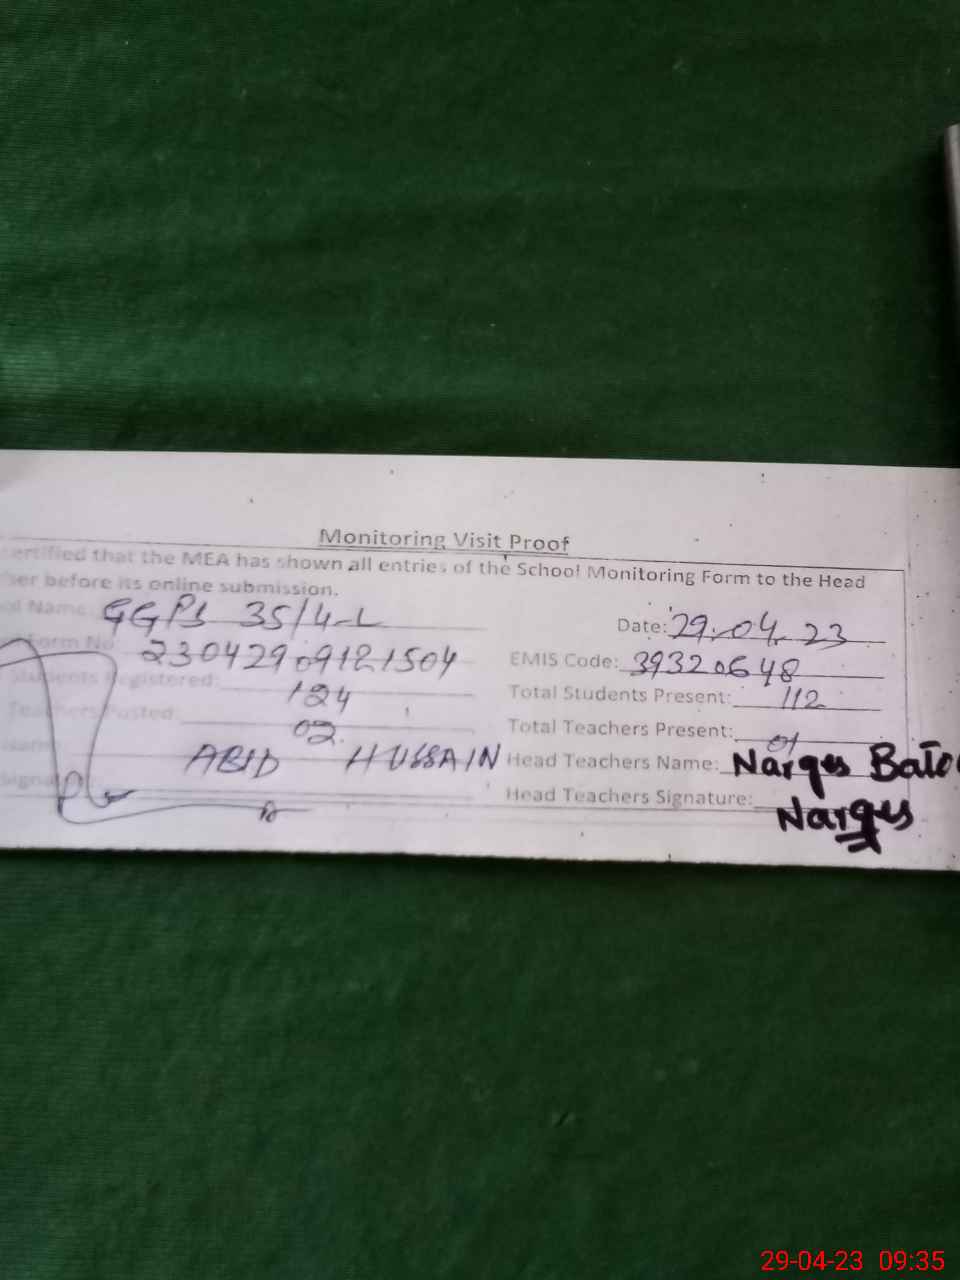 Monitoring Visit Proof
ertified that the MEA has shown all entries of the School Monitoring Form to the Head
ser before its online submission.
Name: GGPS 35/4-L Date: 29-04-23
Form No 23042909121504 EMIS Code: 39320648
Students Registered: 124 Total Students Present: 112
Teachers Posted: 02 Total Teachers Present: 01
Name: ABID HUSSAIN Head Teachers Name: Narges Bato
Signa Head Teachers Signature: Narges
29-04-23 09:35